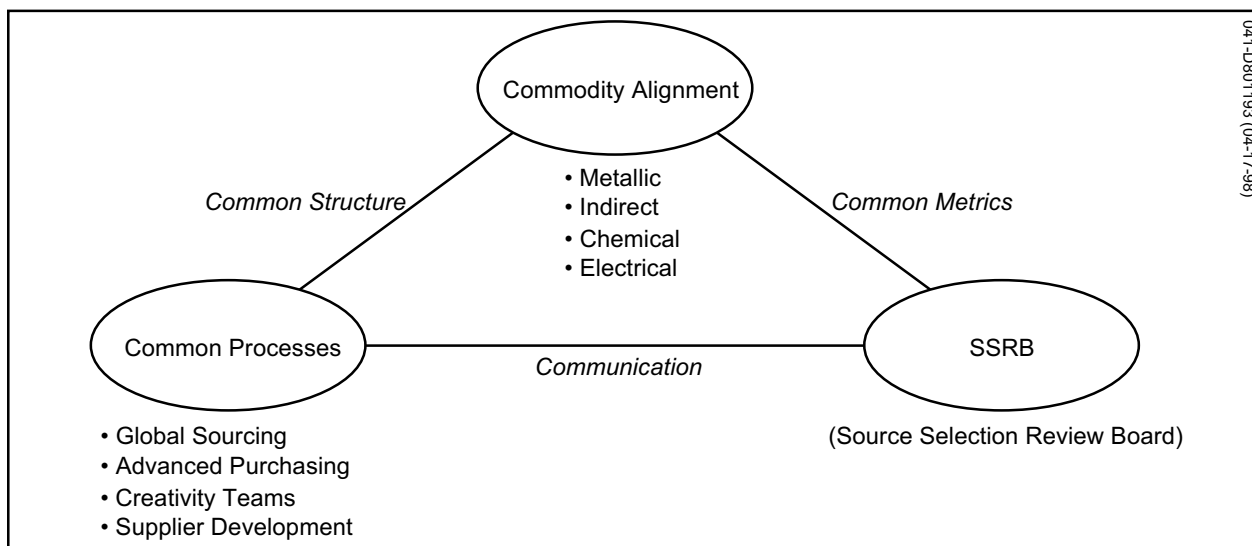 041-D801193 (04-17-98)
Commodity Alignment
• Metallic
• Indirect
• Chemical
• Electrical
Common Structure
Common Metrics
Common Processes
Communication
SSRB
• Global Sourcing
• Advanced Purchasing
• Creativity Teams
• Supplier Development
(Source Selection Review Board)